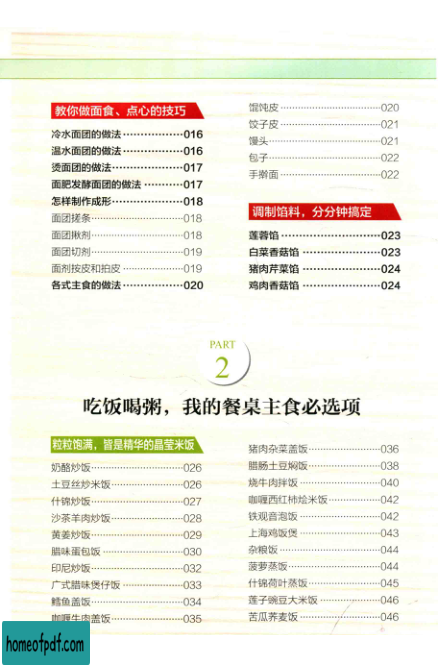 教你做面食、点心的技巧
冷水面团的做法………………016
温水面团的做法………………016
烫面团的做法…………………017
面肥发酵面团的做法…………017
怎样制作成形…………………018
面团搓条………………………018
面团揪剂………………………018
面团切剂………………………019
面剂按皮和拍皮………………019
各式主食的做法………………020
馄饨皮…………………………020
饺子皮…………………………021
馒头……………………………021
包子……………………………022
手擀面…………………………022
调制馅料，分分钟搞定
莲蓉馅…………………………023
白菜香菇馅……………………023
猪肉芹菜馅……………………024
鸡肉香菇馅……………………024
PART
2
吃饭喝粥，我的餐桌主食必选项
粒粒饱满，皆是精华的晶莹米饭
奶酪炒饭………………………026
土豆丝炒米饭…………………026
什锦炒饭………………………027
沙茶羊肉炒饭…………………028
黄姜炒饭………………………029
腊味蛋包饭……………………030
印尼炒饭………………………032
广式腊味煲仔饭………………033
鳕鱼盖饭………………………034
咖喱牛肉盖饭…………………035
猪肉杂菜盖饭…………………036
腊肠土豆焖饭…………………038
烧牛肉拌饭……………………040
咖喱西红柿烩米饭……………042
铁观音泡饭……………………042
上海鸡饭煲……………………043
杂粮饭…………………………044
菠萝蒸饭………………………044
什锦荷叶蒸饭…………………045
莲子豌豆大米饭………………046
苦瓜荞麦饭……………………046
homeofpdf.com